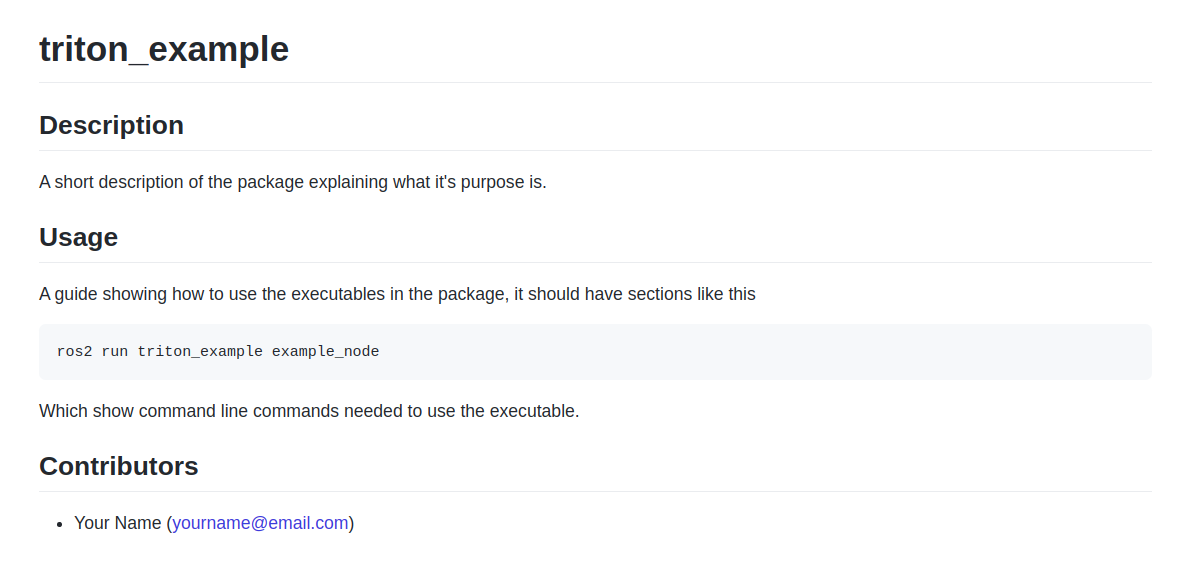 triton_example
Description
A short description of the package explaining what it's purpose is.
Usage
A guide showing how to use the executables in the package, it should have sections like this
ros2 run triton_example example_node
Which show command line commands needed to use the executable.
Contributors
• Your Name (yourname@email.com)